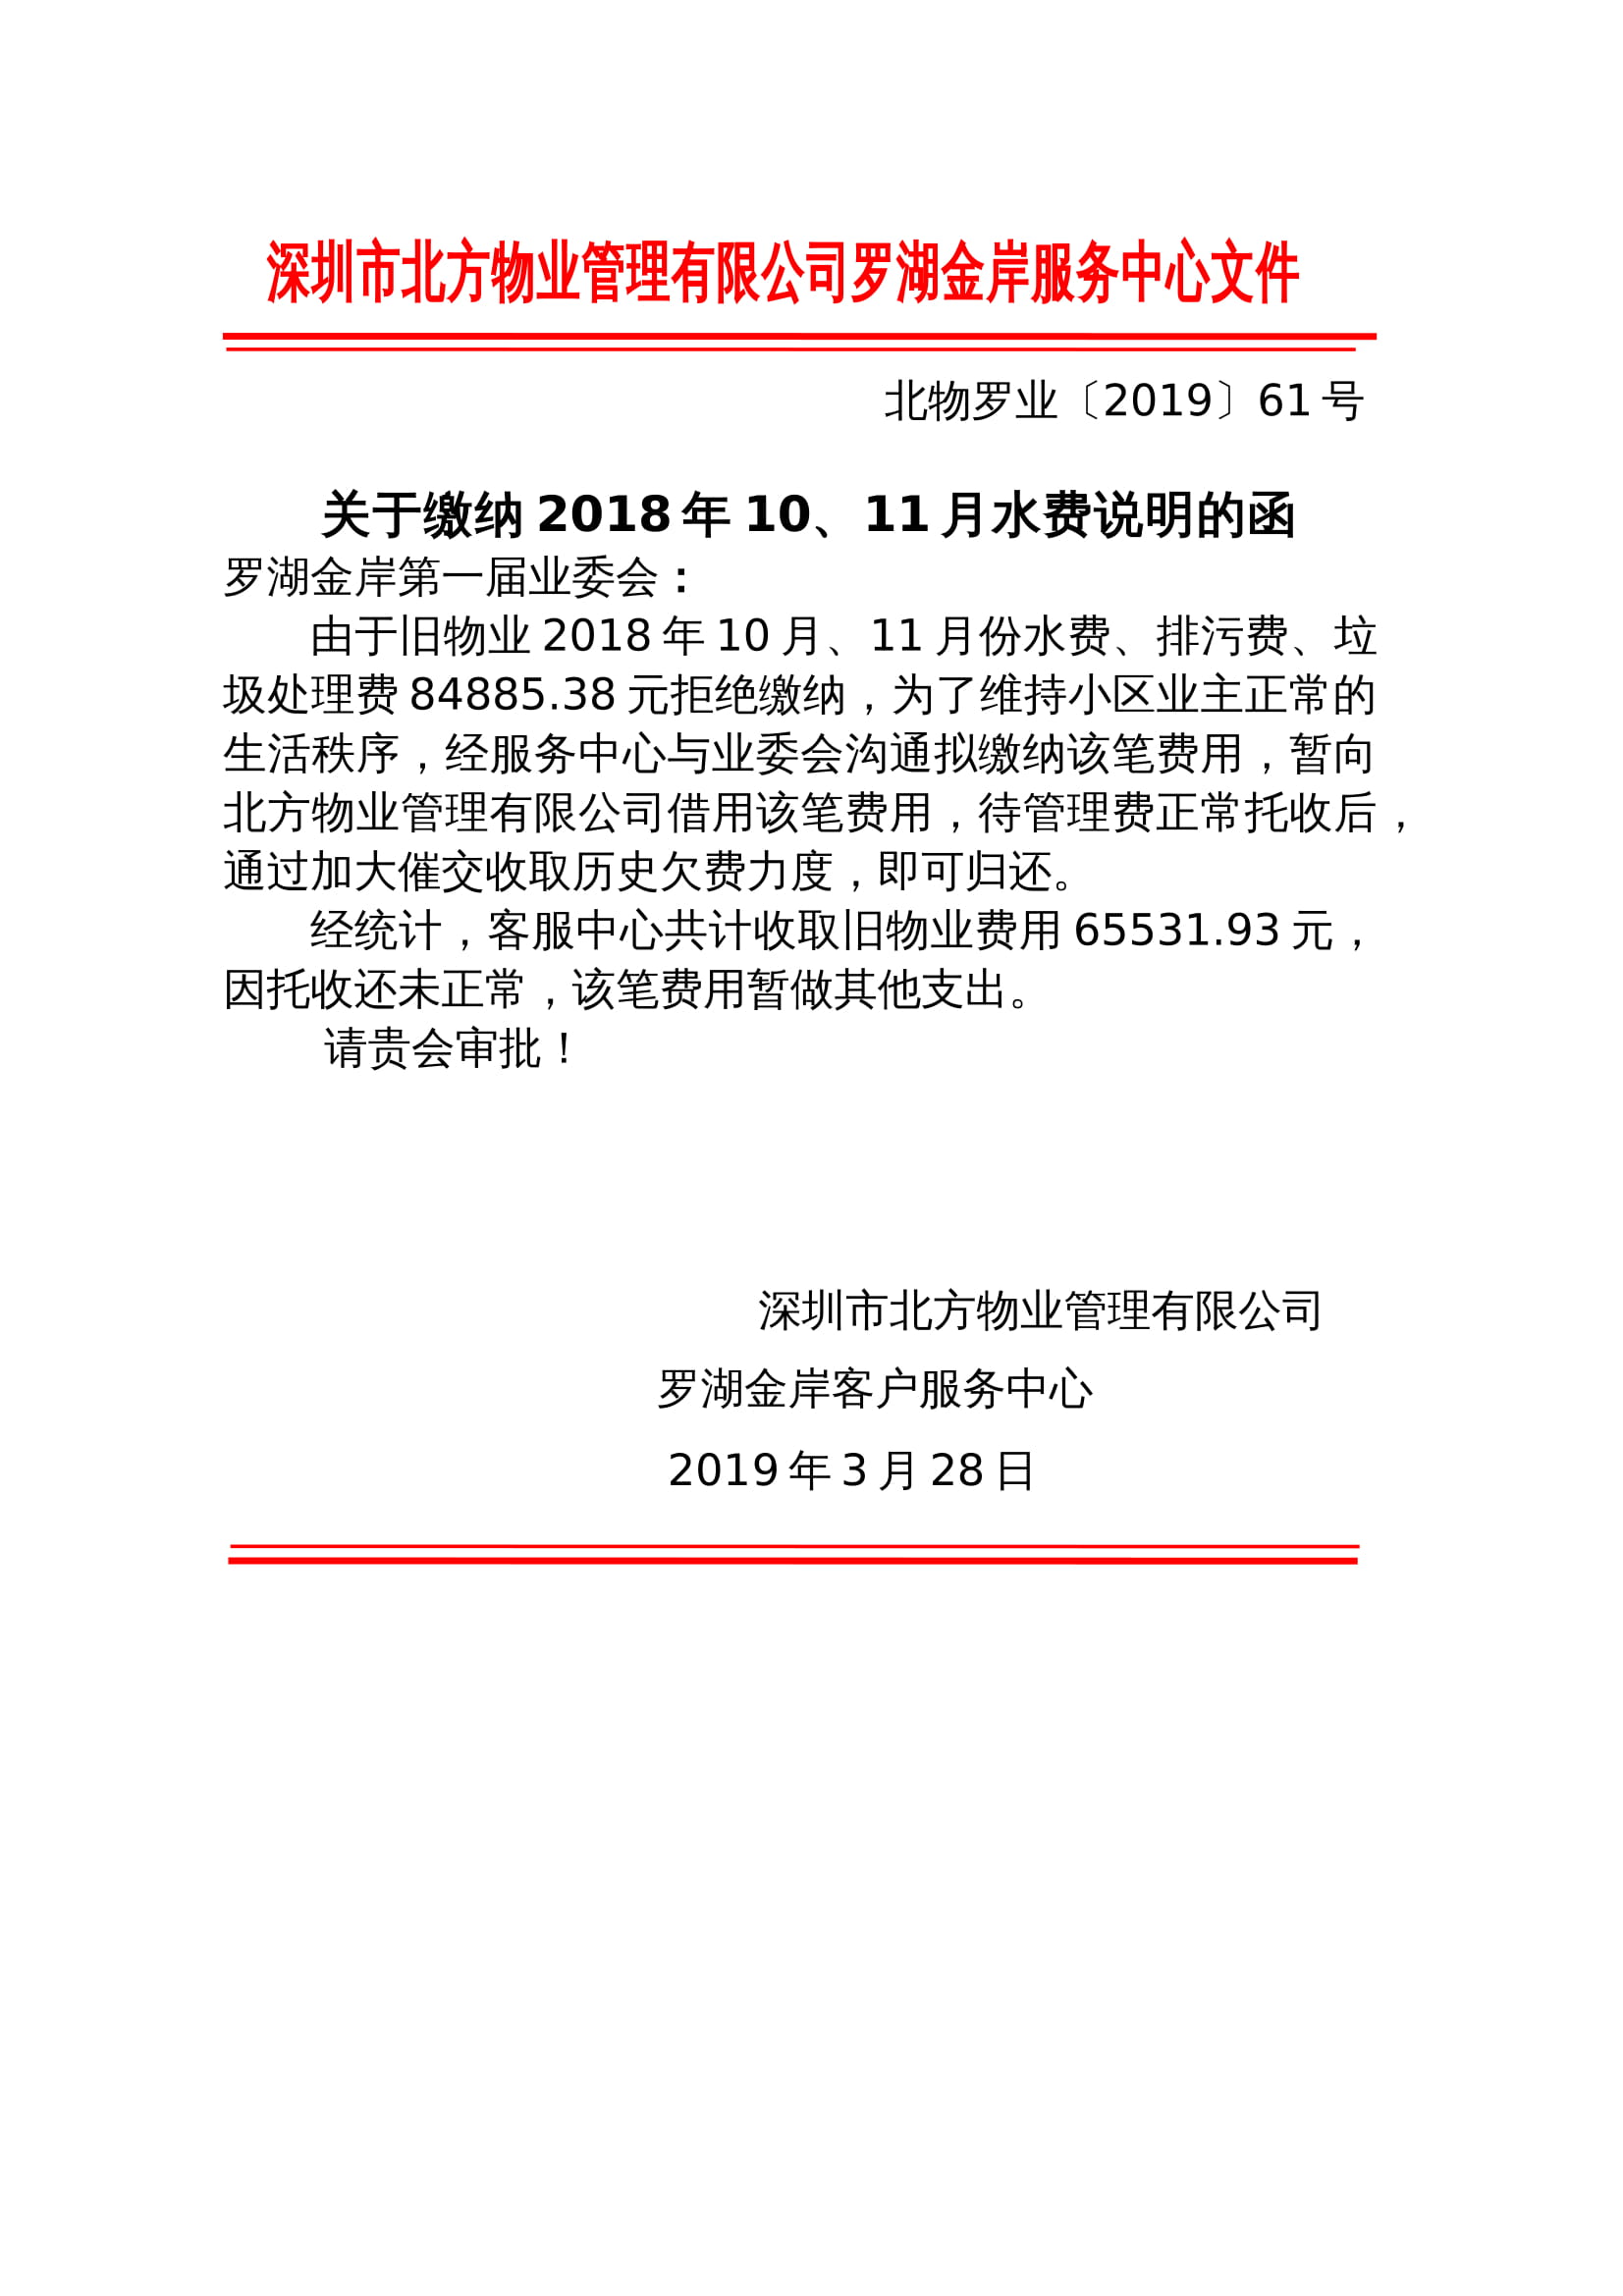 深圳市北方物业管理有限公司罗湖金岸服务中心文件
北物罗业〔2019〕61 号
关于缴纳 2018 年 10、11 月水费说明的函
罗湖金岸第一届业委会：
由于旧物业 2018 年 10 月、11 月份水费、排污费、垃
圾处理费 84885.38 元拒绝缴纳，为了维持小区业主正常的
生活秩序，经服务中心与业委会沟通拟缴纳该笔费用，暂向
北方物业管理有限公司借用该笔费用，待管理费正常托收后，
通过加大催交收取历史欠费力度，即可归还。
经统计，客服中心共计收取旧物业费用 65531.93 元，
因托收还未正常，该笔费用暂做其他支出。
请贵会审批！
深圳市北方物业管理有限公司
罗湖金岸客户服务中心
2019 年 3 月 28 日